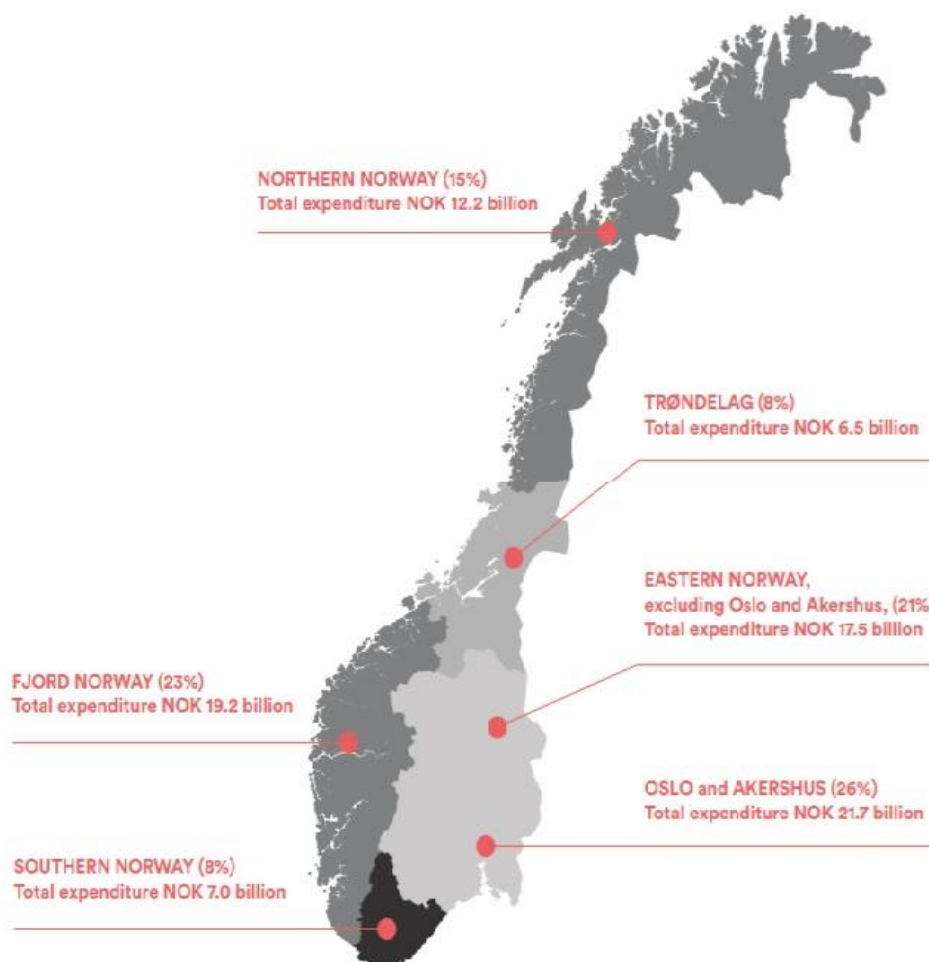 NORTHERN NORWAY (15%)
Total expenditure NOK 12.2 billion
TRØNDELAG (8%)
Total expenditure NOK 6.5 billion
EASTERN NORWAY,
excluding Oslo and Akershus, (21%
Total expenditure NOK 17.5 billion
FJORD NORWAY (23%)
Total expenditure NOK 19.2 billion
OSLO and AKERSHUS (26%)
Total expenditure NOK 21.7 billion
SOUTHERN NORWAY (8%)
Total expenditure NOK 7.0 billion